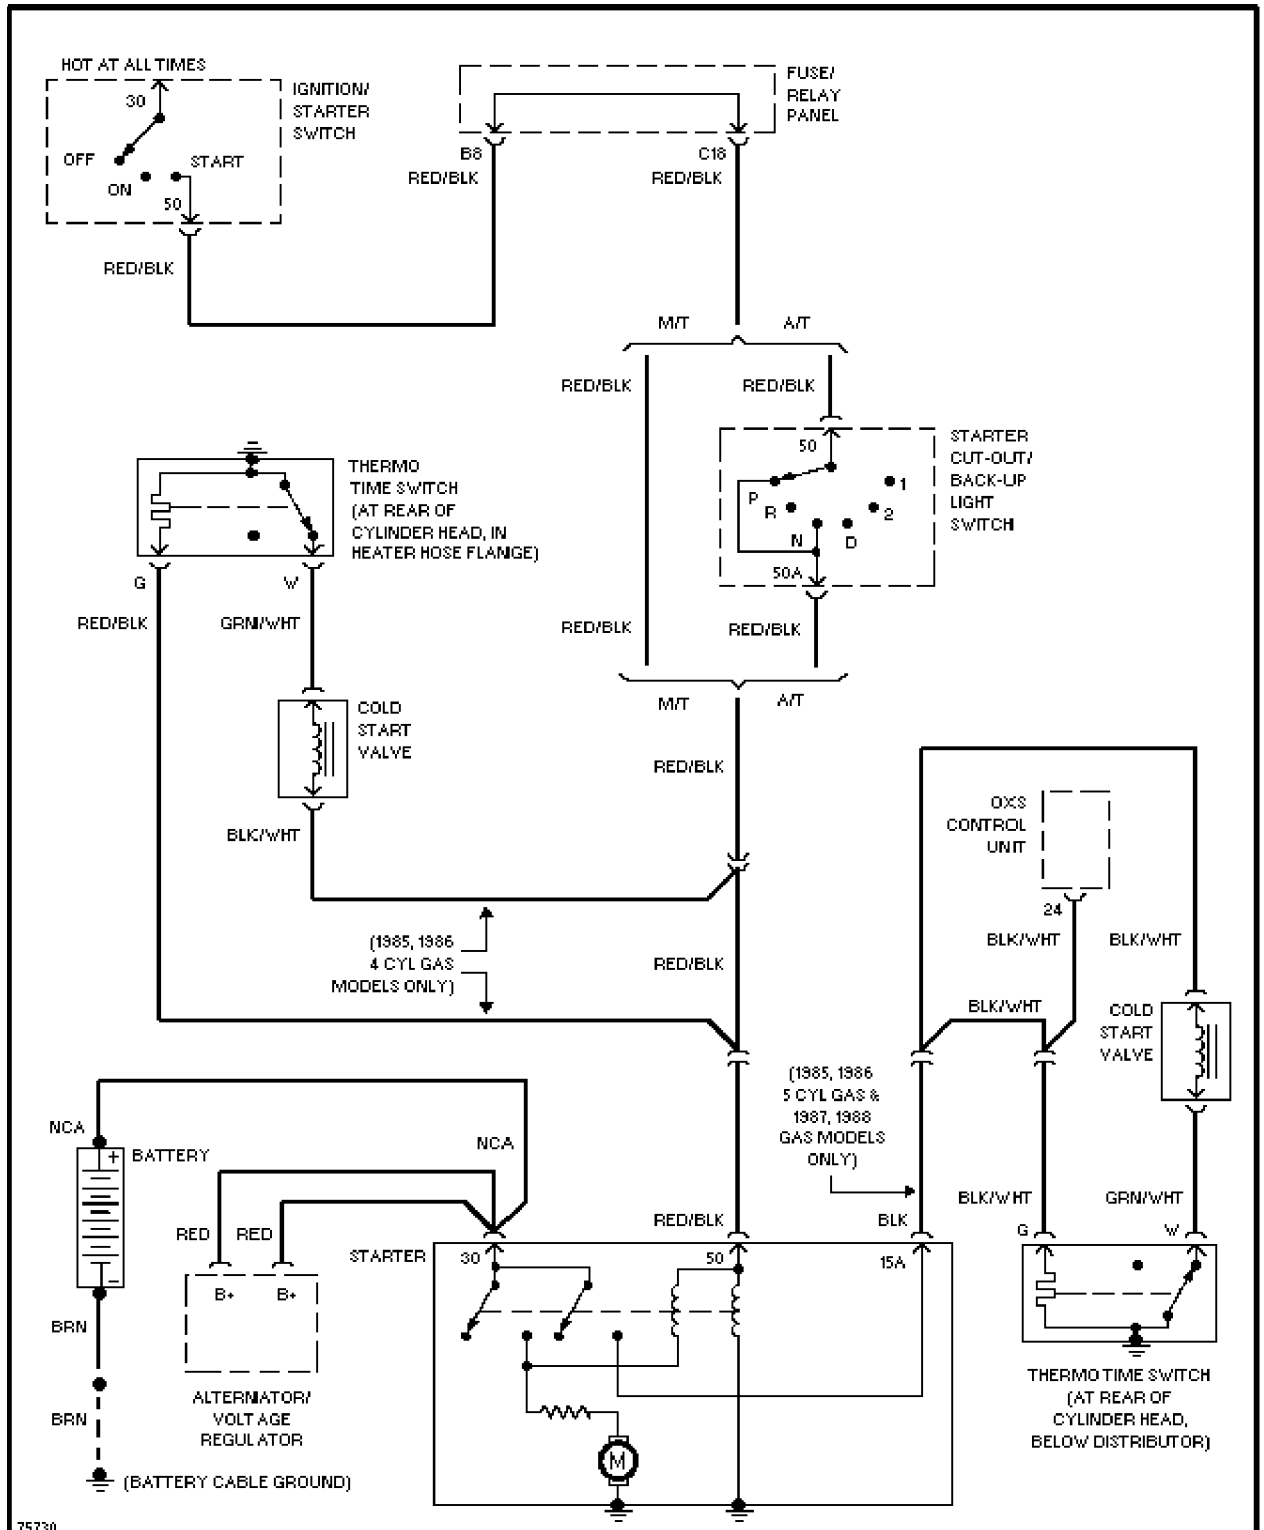 HOT AT ALL TIMES
30
IGNITION/
STARTER
SWITCH
OFF
START
ON
50
RED/BLK
FUSE/
RELAY
PANEL
B8
C18
RED/BLK
RED/BLK
M/T
A/T
RED/BLK
RED/BLK
STARTER
CUT-OUT/
BACK-UP
LIGHT
SWITCH
50
P
R
N
D
2
1
50A
RED/BLK
RED/BLK
M/T
A/T
RED/BLK
THERMO
TIME SWITCH
(AT REAR OF
CYLINDER HEAD, IN
HEATER HOSE FLANGE)
G
W
RED/BLK
GRN/WHT
COLD
START
VALVE
BLK/WHT
(1985, 1986
4 CYL GAS
MODELS ONLY)
RED/BLK
OXS
CONTROL
UNIT
24
BLK/WHT
BLK/WHT
BLK/WHT
COLD
START
VALVE
(1985, 1986
5 CYL GAS &
1987, 1988
GAS MODELS
ONLY)
NCA
+
BATTERY
-
NCA
RED
RED
B+
B+
ALTERNATOR/
VOLTAGE
REGULATOR
BRN
BRN
(BATTERY CABLE GROUND)
STARTER
30
RED/BLK
50
BLK
15A
M
BLK/WHT
GRN/WHT
G
W
THERMO TIME SWITCH
(AT REAR OF
CYLINDER HEAD,
BELOW DISTRIBUTOR)
75730